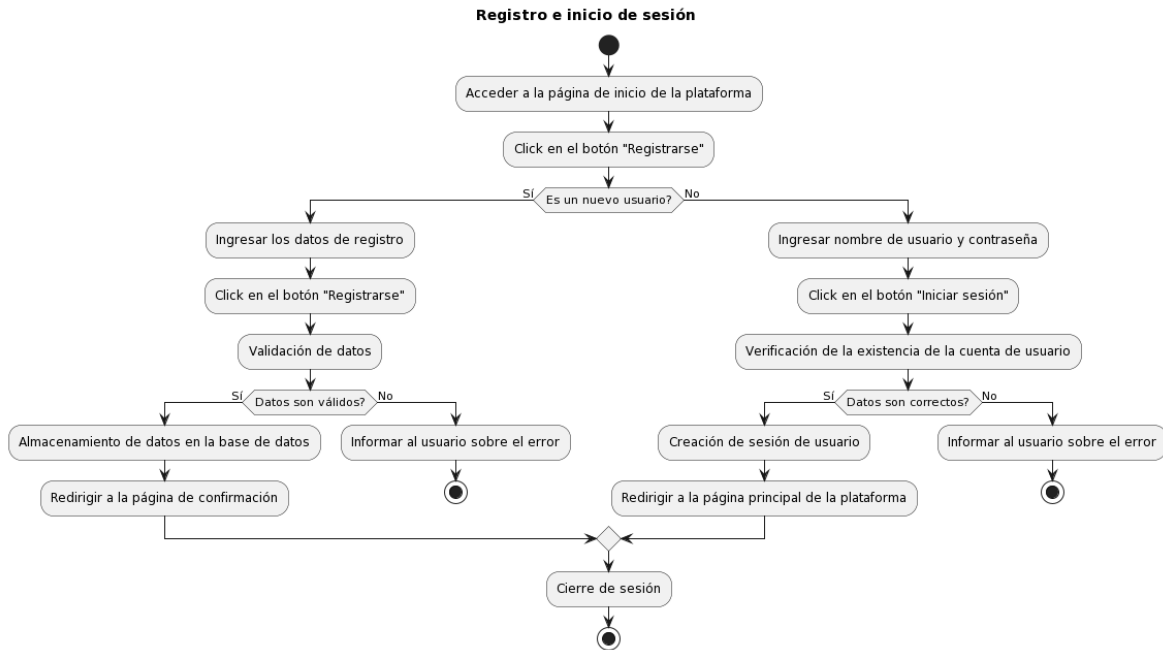 Registro e inicio de sesión
Acceder a la página de inicio de la plataforma
Click en el botón "Registrarse"
Sí
Es un nuevo usuario?
No
Ingresar los datos de registro
Ingresar nombre de usuario y contraseña
Click en el botón "Registrarse"
Click en el botón "Iniciar sesión"
Validación de datos
Verificación de la existencia de la cuenta de usuario
Sí
Datos son válidos?
No
Sí
Datos son correctos?
No
Almacenamiento de datos en la base de datos
Informar al usuario sobre el error
Creación de sesión de usuario
Informar al usuario sobre el error
Redirigir a la página de confirmación
Redirigir a la página principal de la plataforma
Cierre de sesión